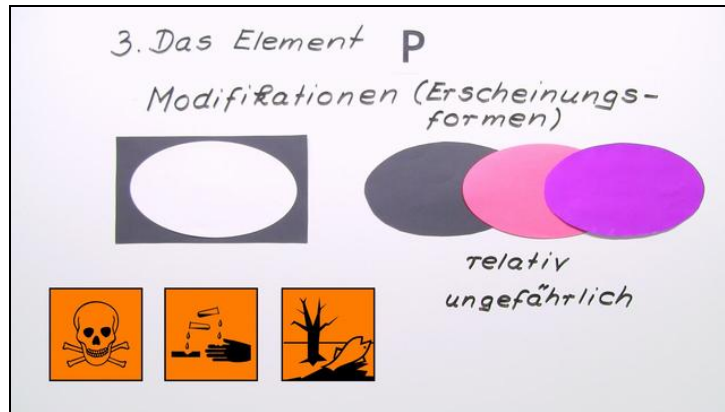 3. Das Element P
Modifikationen (Erscheinungs-
formen)
relativ
ungefährlich